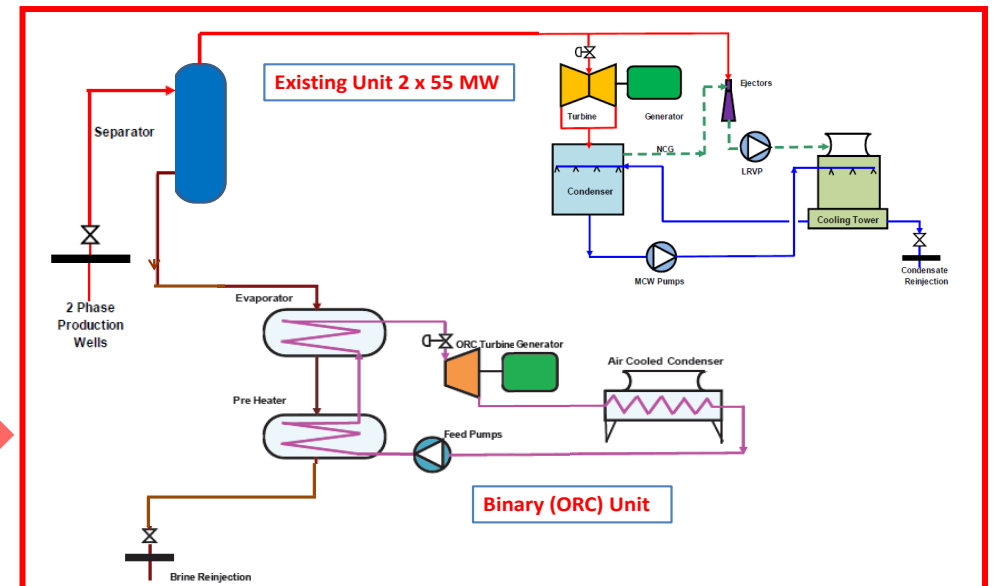 Existing Unit 2 x 55 MW
Separator
Turbine
Generator
Ejectors
NCG
LRVP
Condenser
Cooling Tower
MCW Pumps
Condensate
Reinjection
2 Phase
Production
Wells
Evaporator
ORC Turbine Generator
Air Cooled Condenser
Pre Heater
Feed Pumps
Binary (ORC) Unit
Brine Reinjection